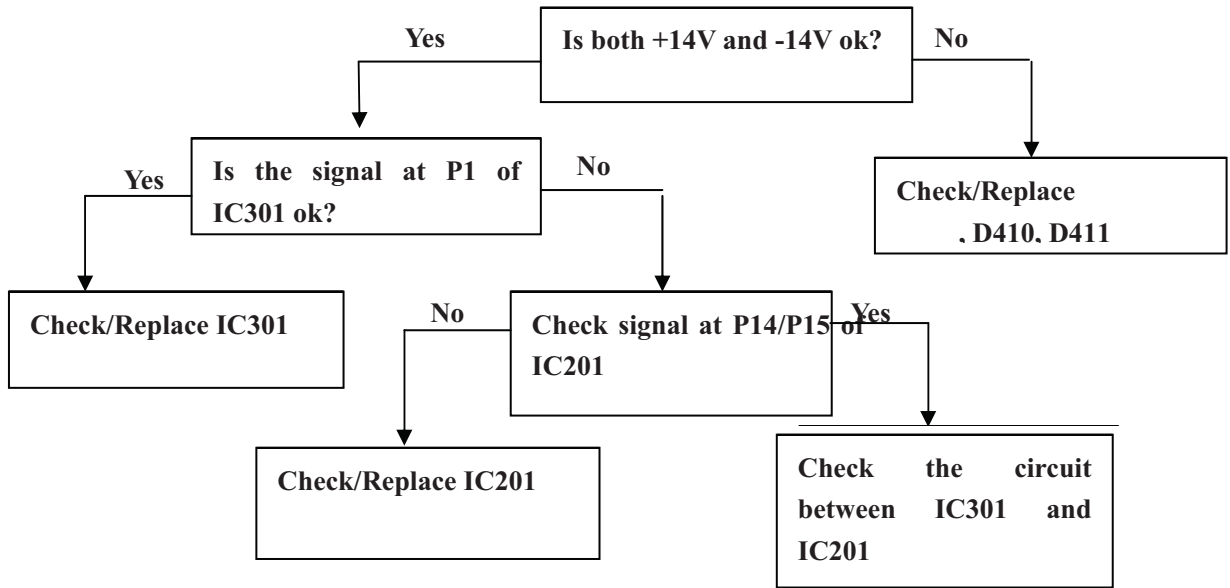 Yes
Is both +14V and -14V ok?
No
Yes
Is the signal at P1 of
IC301 ok?
No
Check/Replace
, D410, D411
Check/Replace IC301
No
Check signal at P14/P15 of
IC201
Yes
Check/Replace IC201
Check the circuit
between IC301 and
IC201